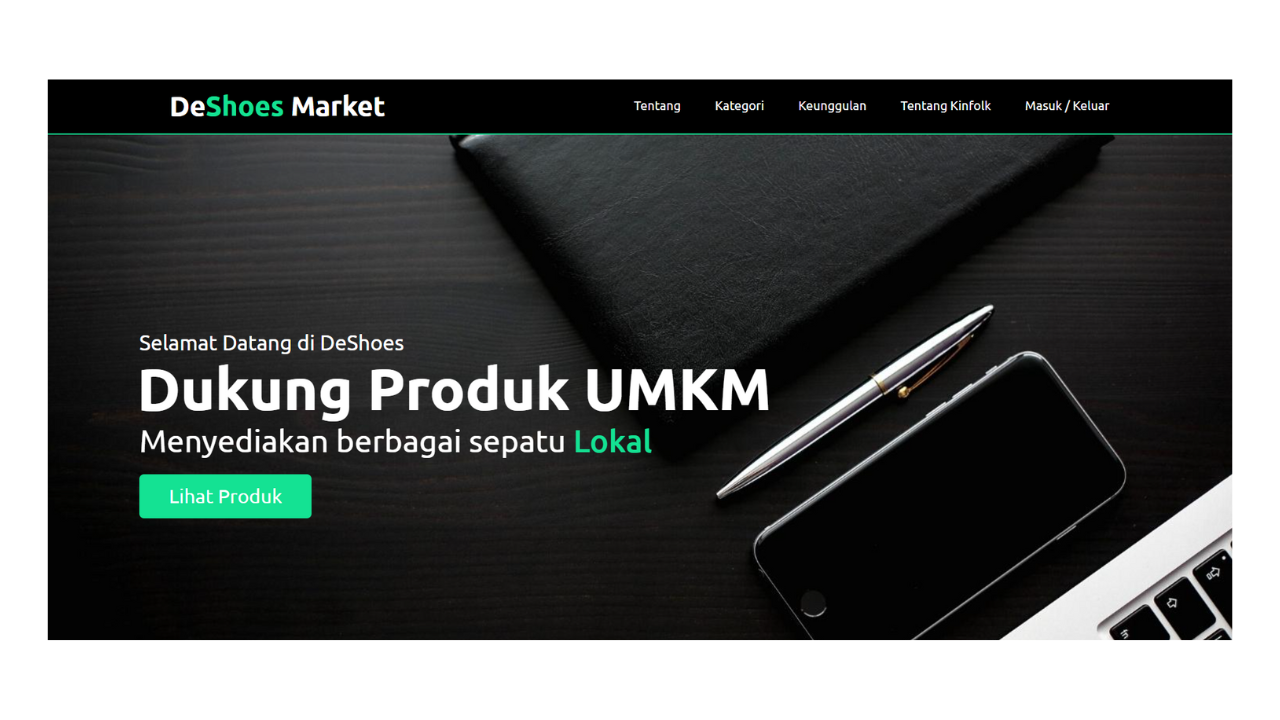 DeShoes Market
Tentang Kategori Keunggulan Tentang Kinfolk Masuk / Keluar
Selamat Datang di DeShoes
Dukung Produk UMKM
Menyediakan berbagai sepatu Lokal
Lihat Produk
fn